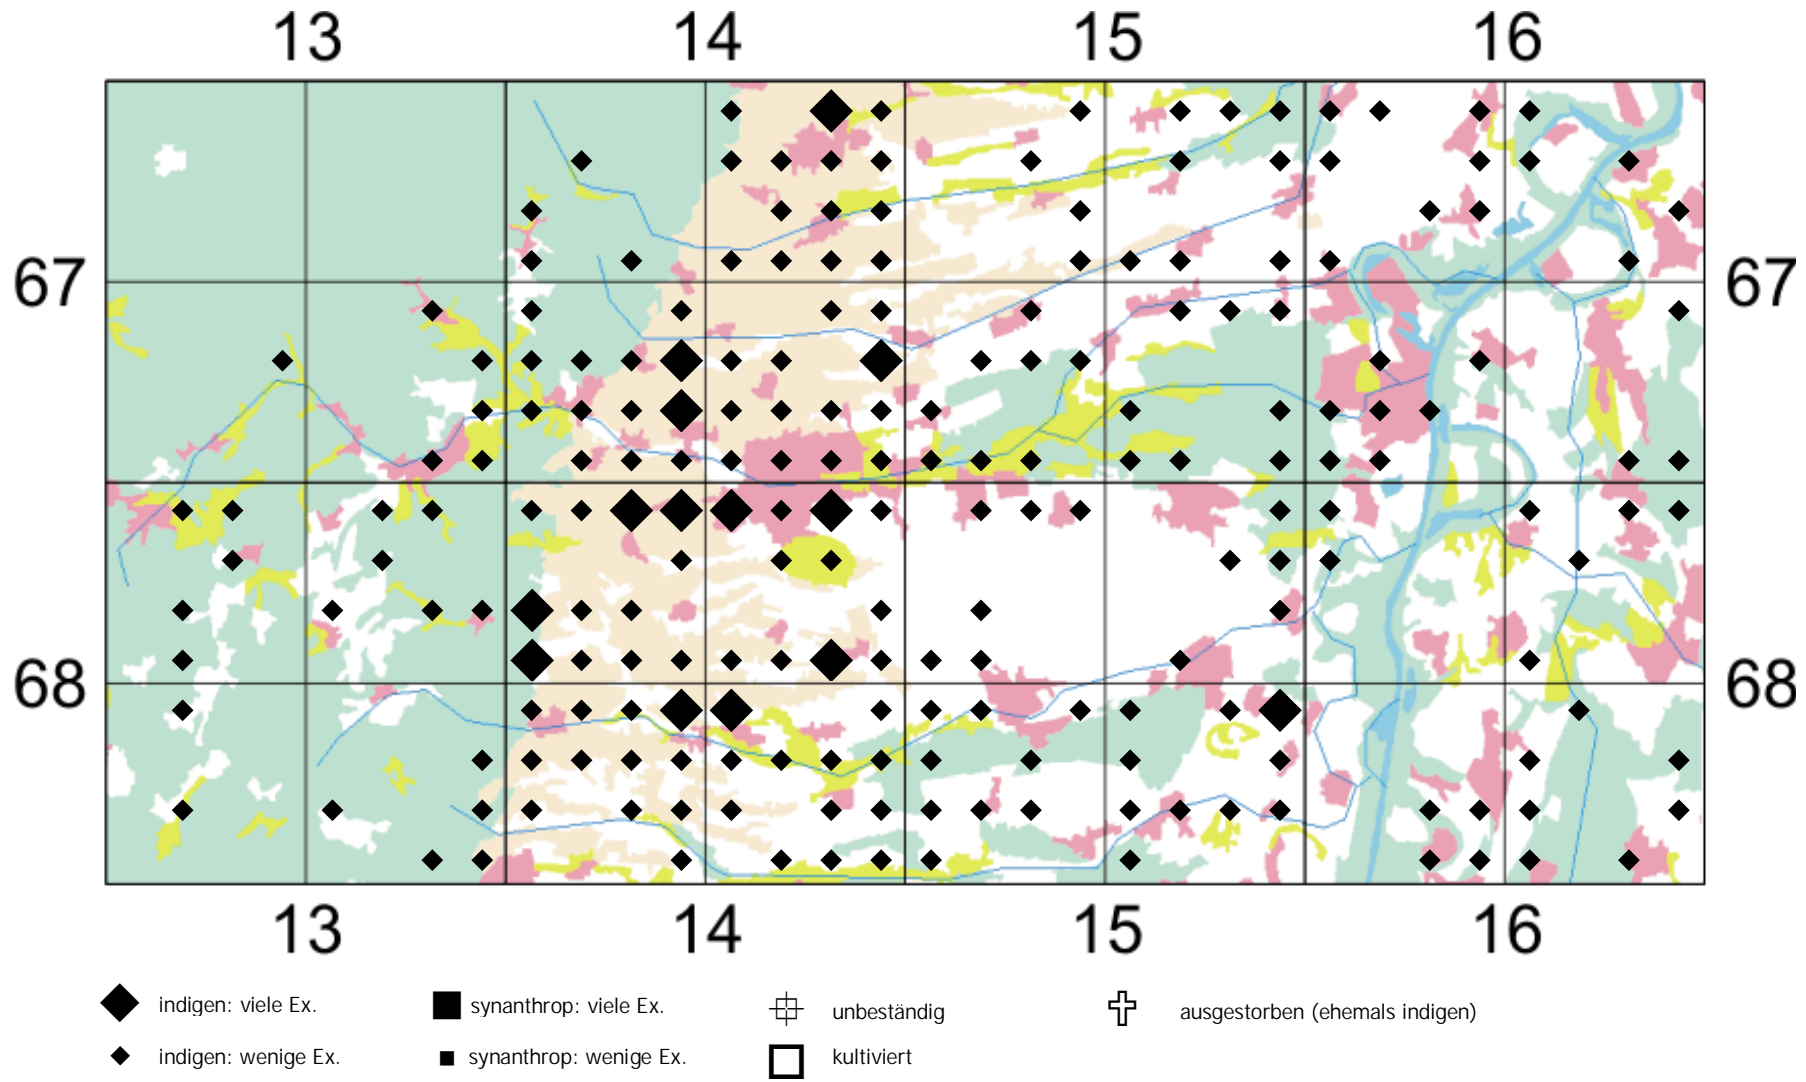 13 14 15 16
67 67
68 68
13 14 15 16
indigen: viele Ex. synanthrop: viele Ex. unbeständig ausgestorben (ehemals indigen)
indigen: wenige Ex. synanthrop: wenige Ex. kultiviert